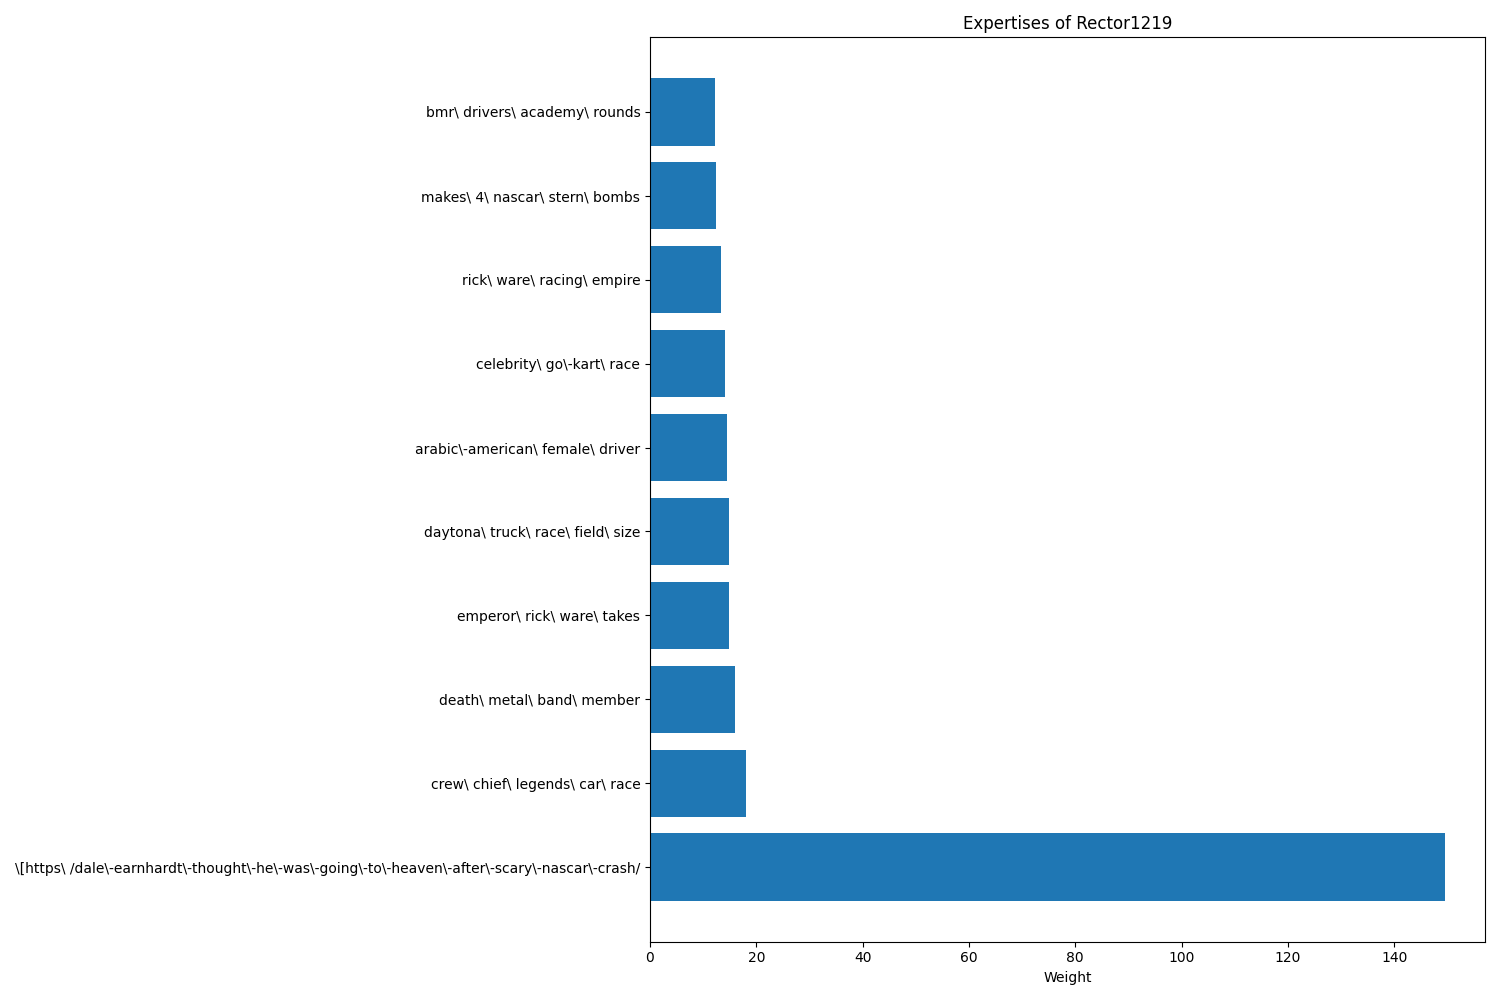 Expertises of Rector1219
bmr\ drivers\ academy\ rounds
makes\ 4\ nascar\ stern\ bombs
rick\ ware\ racing\ empire
celebrity\ go\-kart\ race
arabic\-american\ female\ driver
daytona\ truck\ race\ field\ size
emperor\ rick\ ware\ takes
death\ metal\ band\ member
crew\ chief\ legends\ car\ race
\[https\ /dale\-earnhardt\-thought\-he\-was\-going\-to\-heaven\-after\-scary\-nascar\-crash/
0 20 40 60 80 100 120 140
Weight